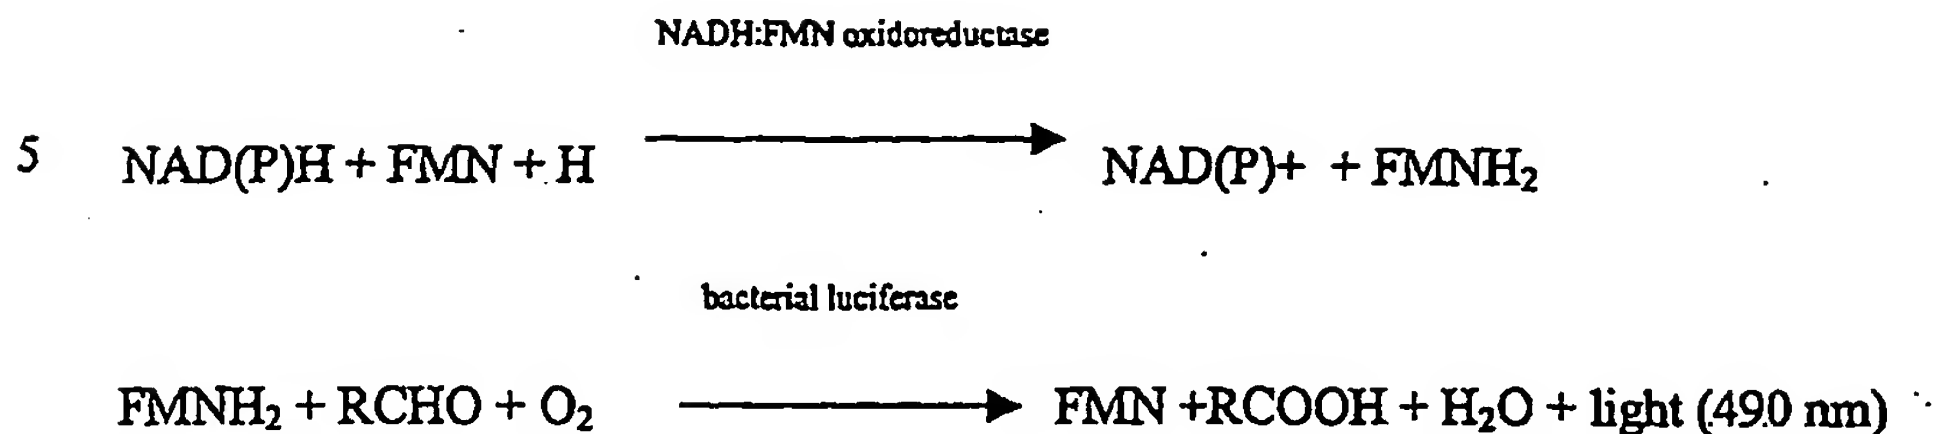 NADH:FMN oxidoreductase
5 NAD(P)H + FMN + H NAD(P)+ + FMNH₂
bacterial luciferase
FMNH₂ + RCHO + O₂ FMN +RCOOH + H₂O + light (490 nm)